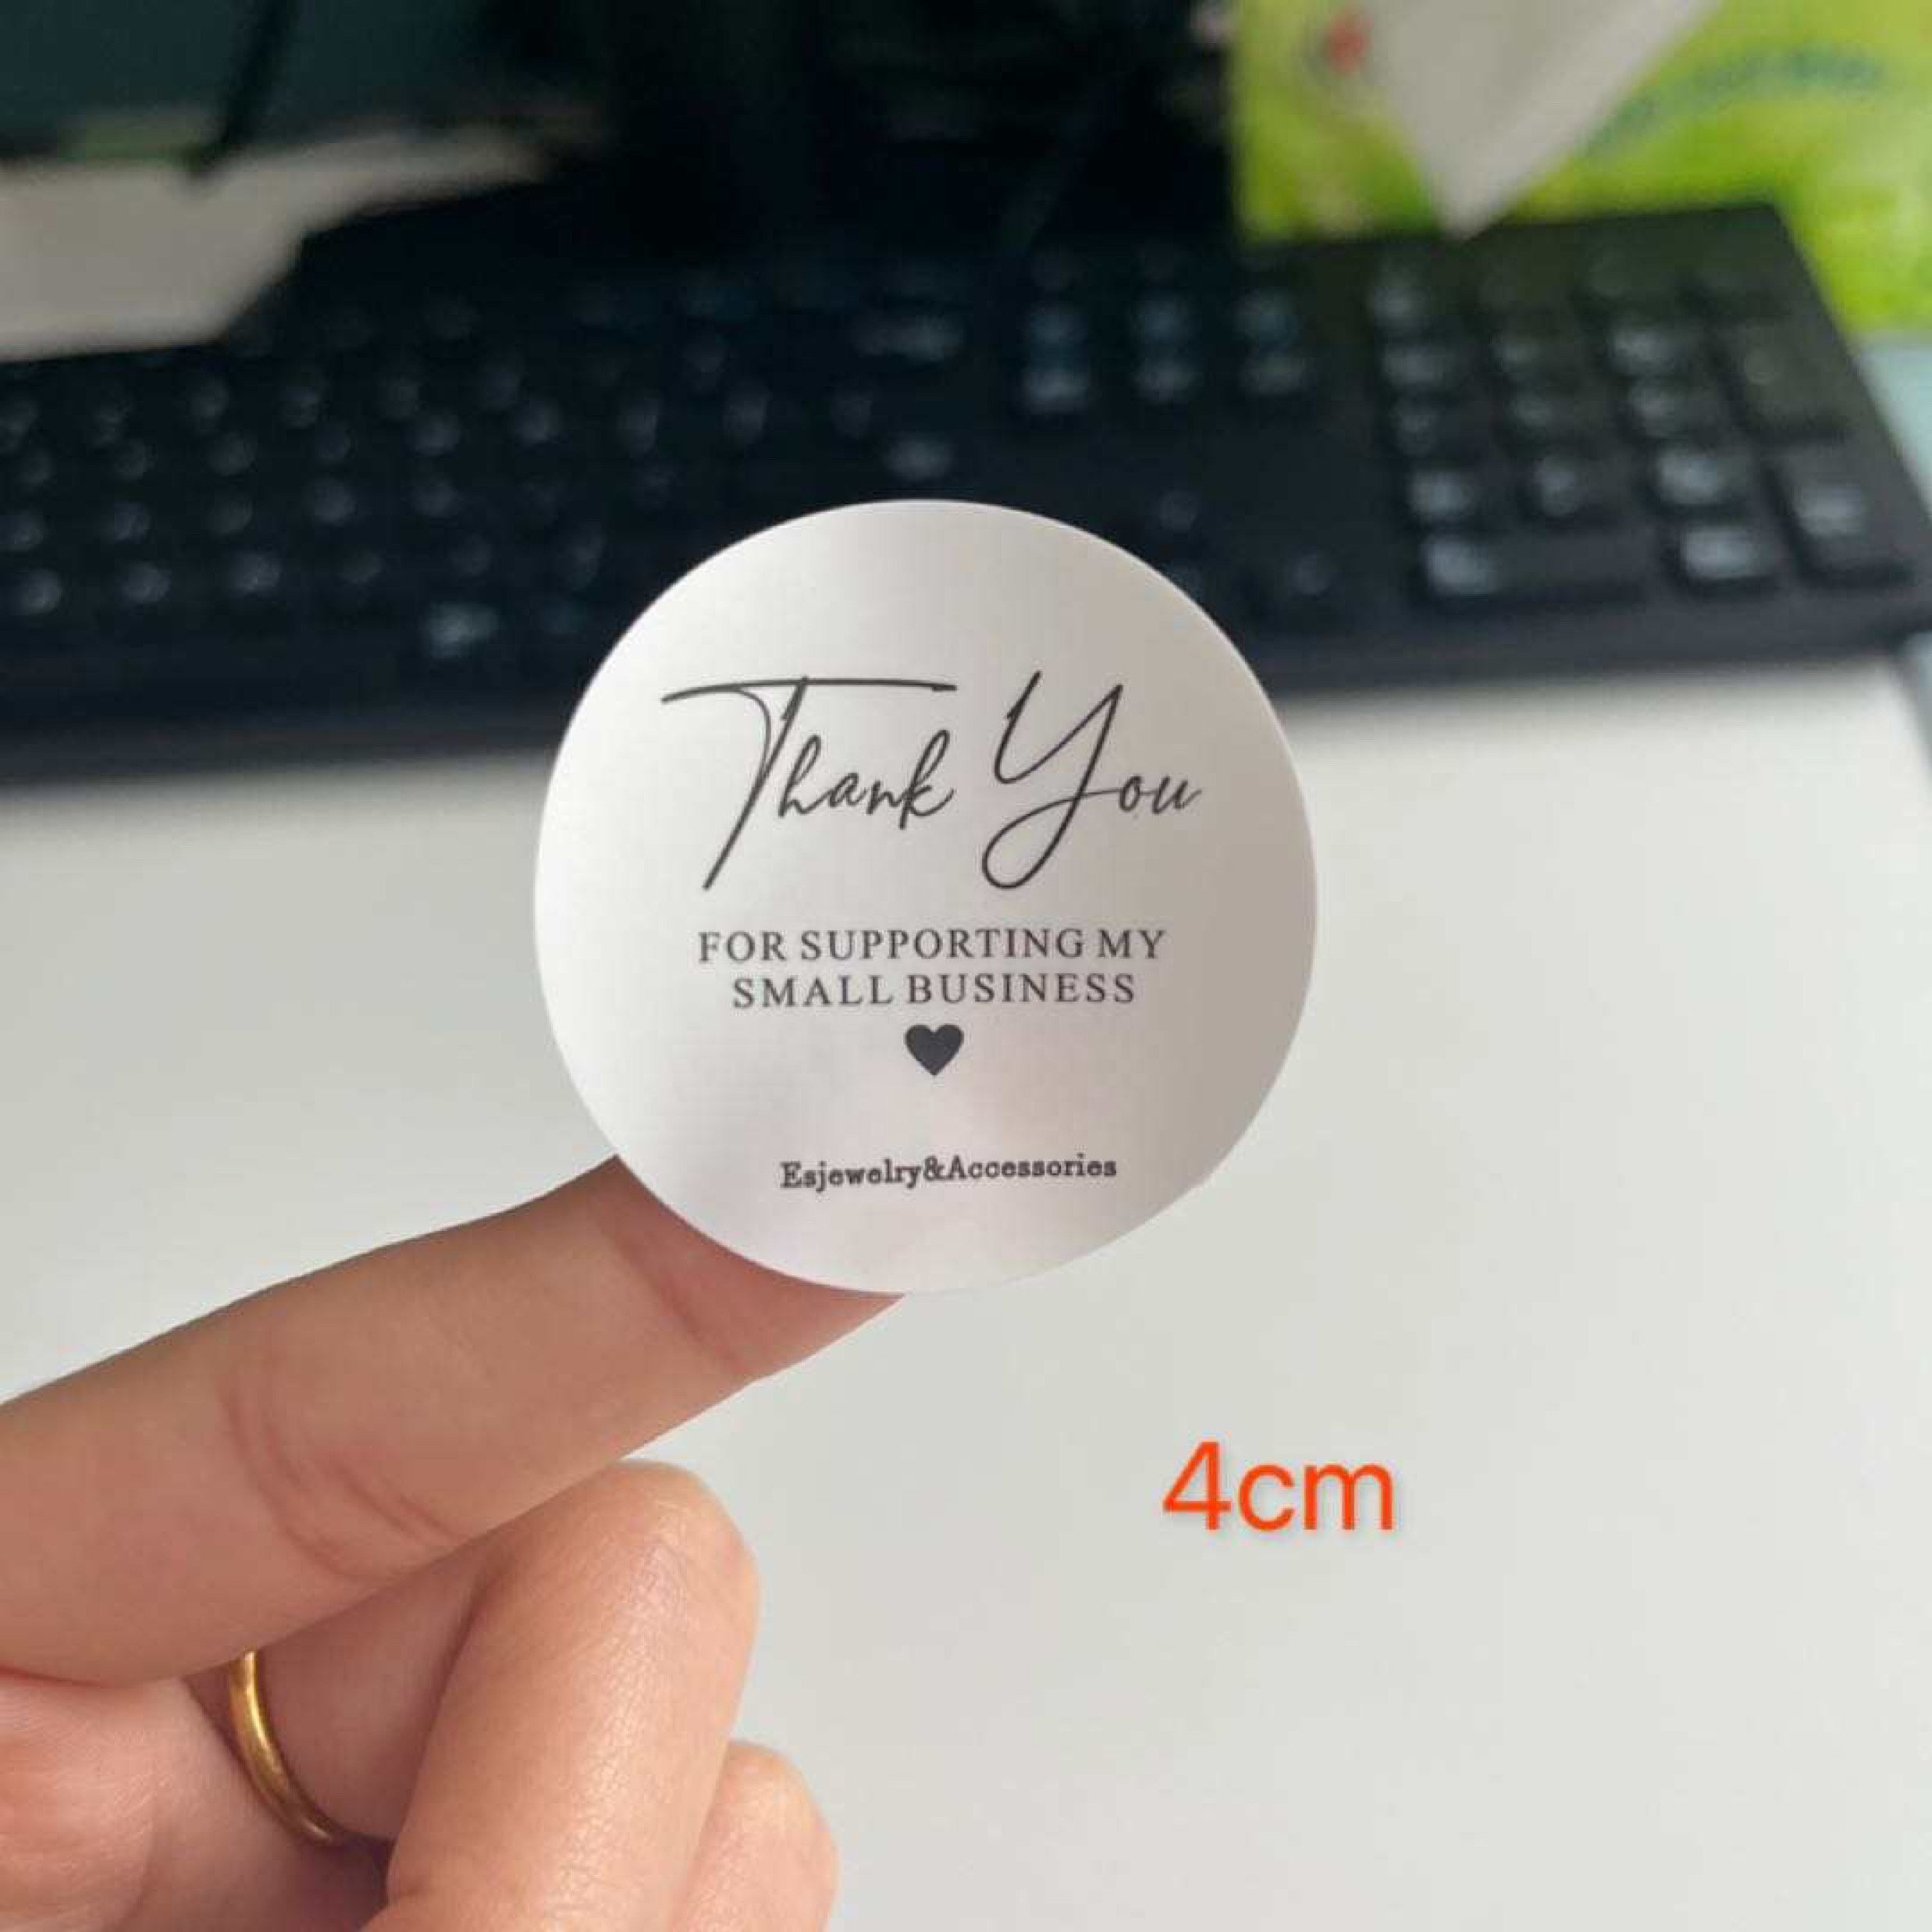 Thank You
FOR SUPPORTING MY
SMALL BUSINESS
Esjewelry&Accessories
4cm